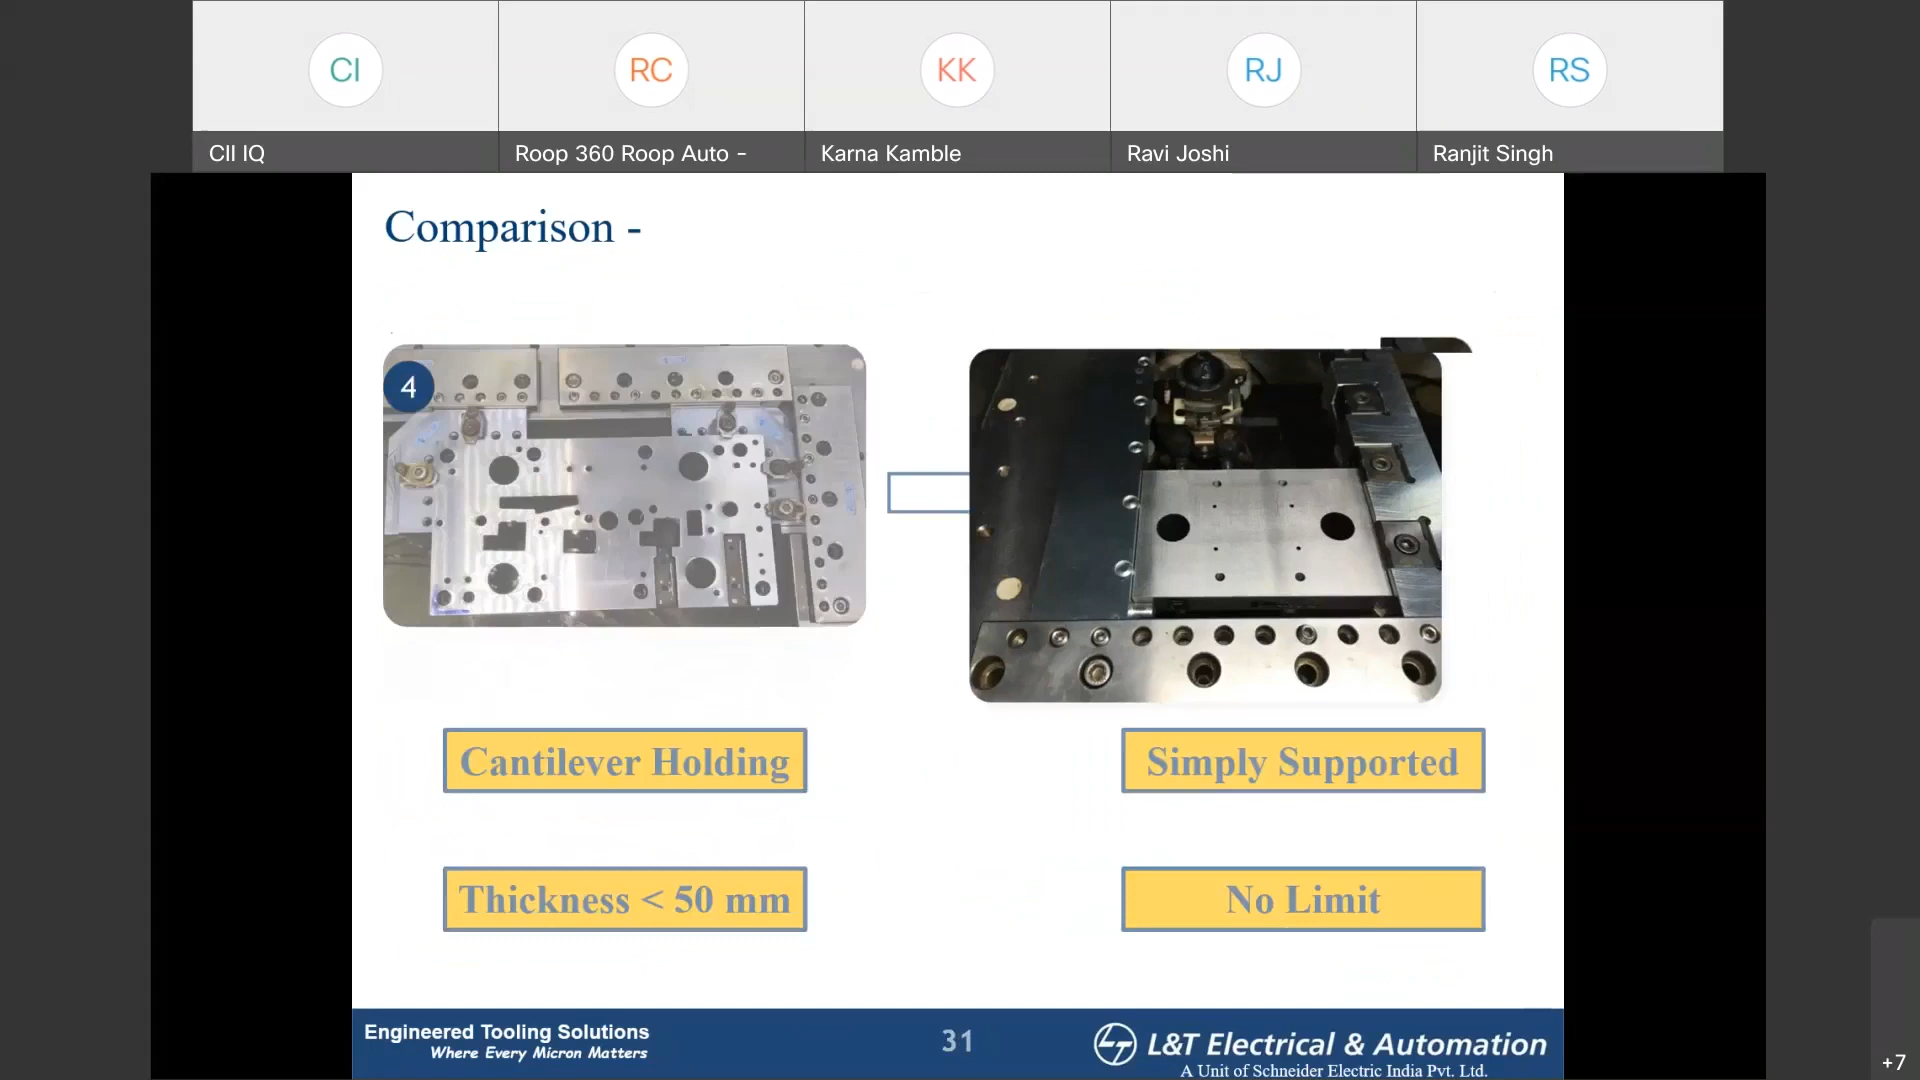 CI
RC
KK
RJ
RS
CII IQ
Roop 360 Roop Auto -
Karna Kamble
Ravi Joshi
Ranjit Singh
Comparison -
4
Cantilever Holding
Simply Supported
Thickness < 50 mm
No Limit
Engineered Tooling Solutions
Where Every Micron Matters
31
L&T Electrical & Automation
A Unit of Schneider Electric India Pvt. Ltd.
+7